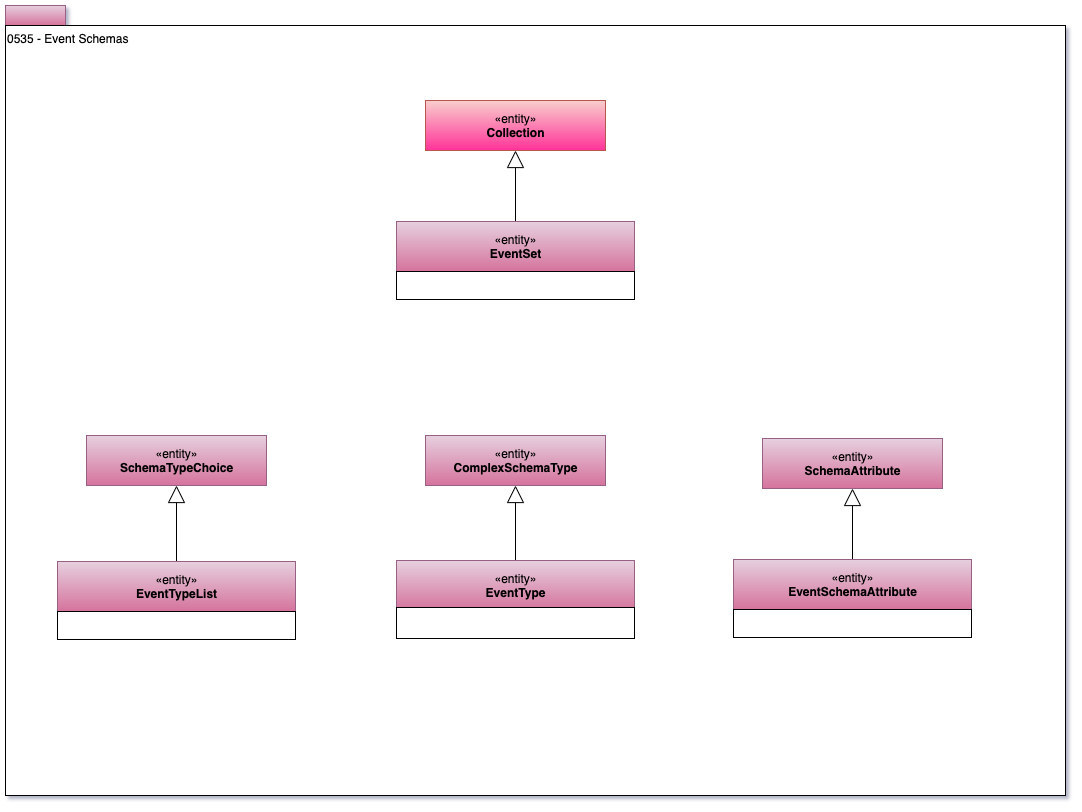 0535 - Event Schemas
«entity»
Collection
«entity»
EventSet
«entity»
SchemaTypeChoice
«entity»
ComplexSchemaType
«entity»
SchemaAttribute
«entity»
EventTypeList
«entity»
EventType
«entity»
EventSchemaAttribute